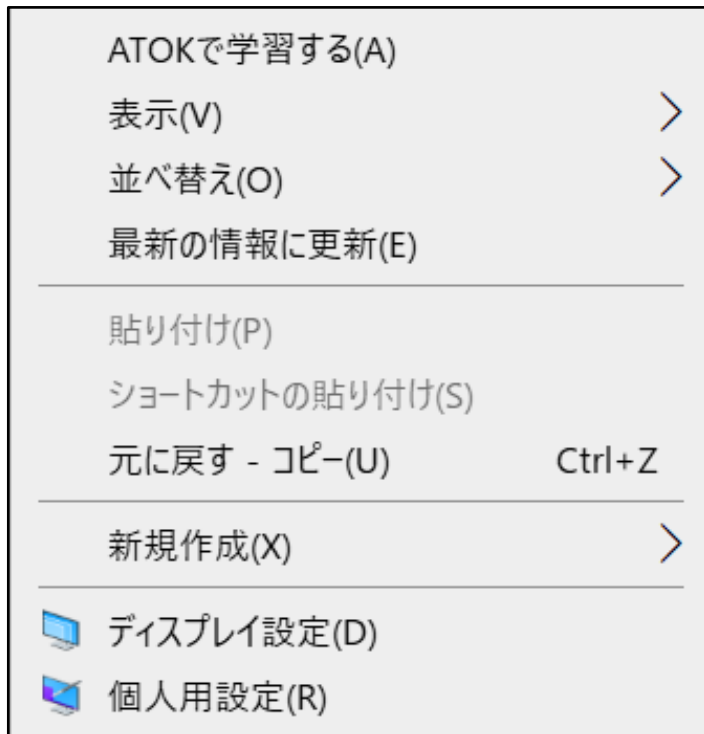 ATOKで学習する(A)
表示(V)
並べ替え(O)
最新の情報に更新(E)
貼り付け(P)
ショートカットの貼り付け(S)
元に戻す - コピー(U) Ctrl+Z
新規作成(X)
ディスプレイ設定(D)
個人用設定(R)